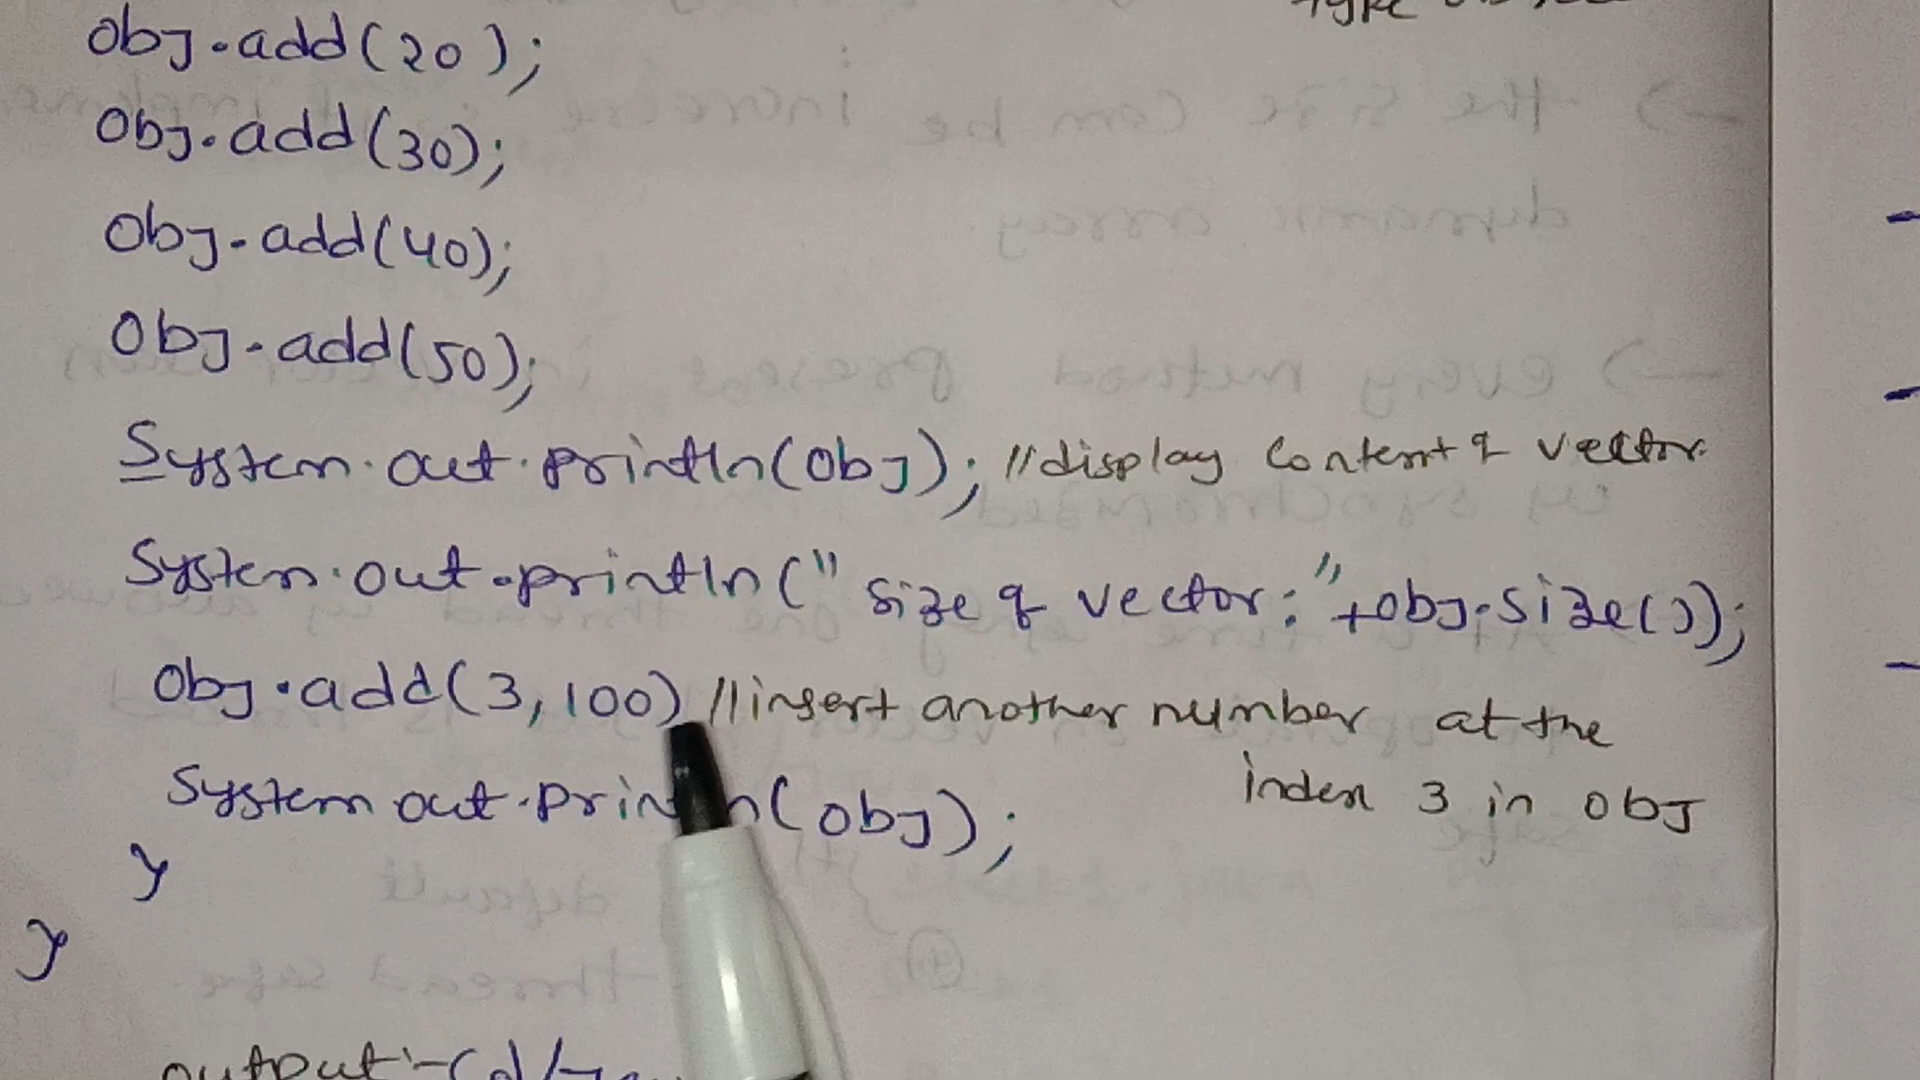 Obj.add(20);
Obj.add(30);
Obj.add(40);
Obj.add(50);
System.out.println(Obj); //display content of vector
System.out.println("size of vector:"+obj.size());
Obj.add(3,100) //insert another number at the
index 3 in obj
System out.println(obj);
}
}
output:-